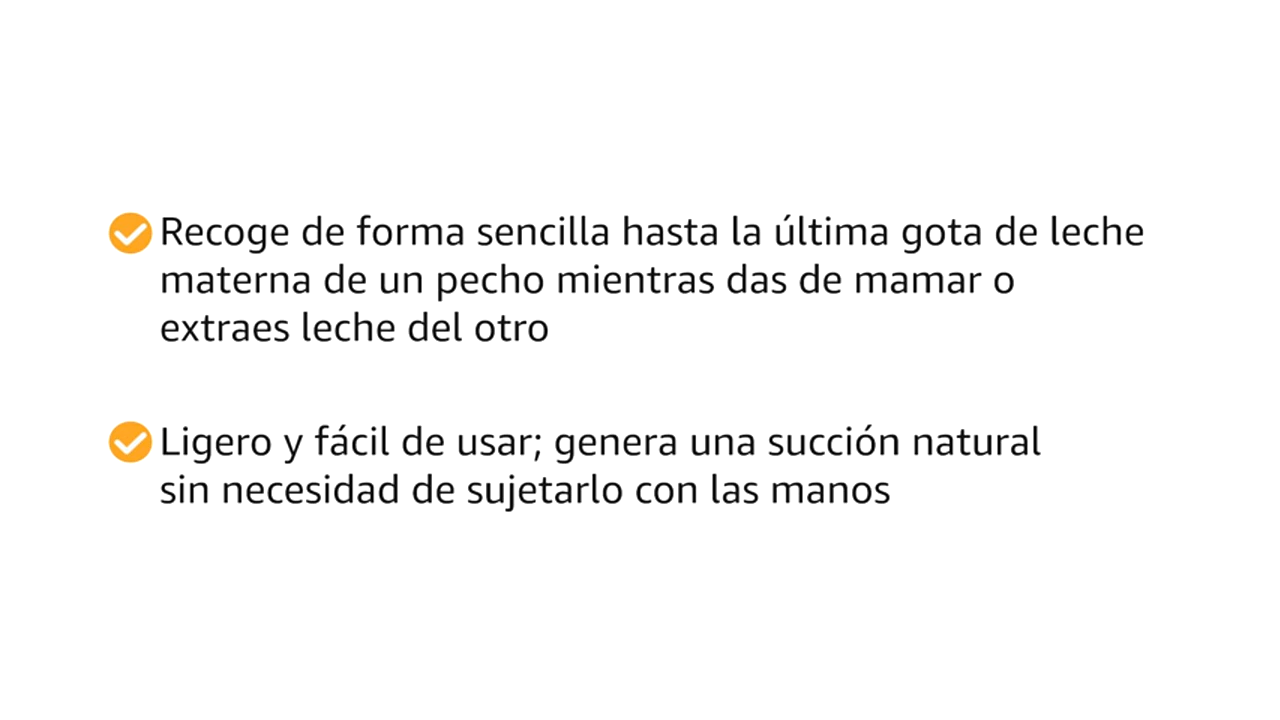 Recoge de forma sencilla hasta la última gota de leche
materna de un pecho mientras das de mamar o
extraes leche del otro
Ligero y fácil de usar; genera una succión natural
sin necesidad de sujetarlo con las manos